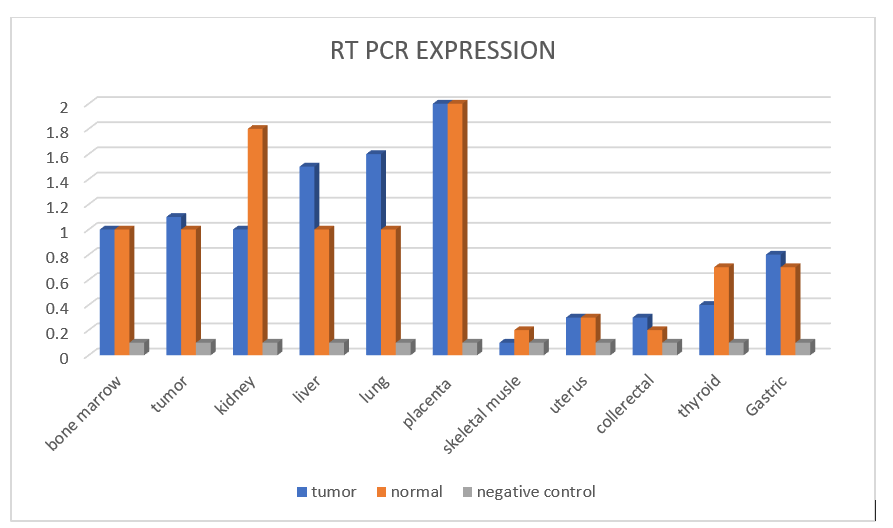 RT PCR EXPRESSION
2
1.8
1.6
1.4
1.2
1
0.8
0.6
0.4
0.2
0
bone marrow
tumor
kidney
liver
lung
placenta
skeletal musle
uterus
collerectal
thyroid
Gastric
tumor normal negative control